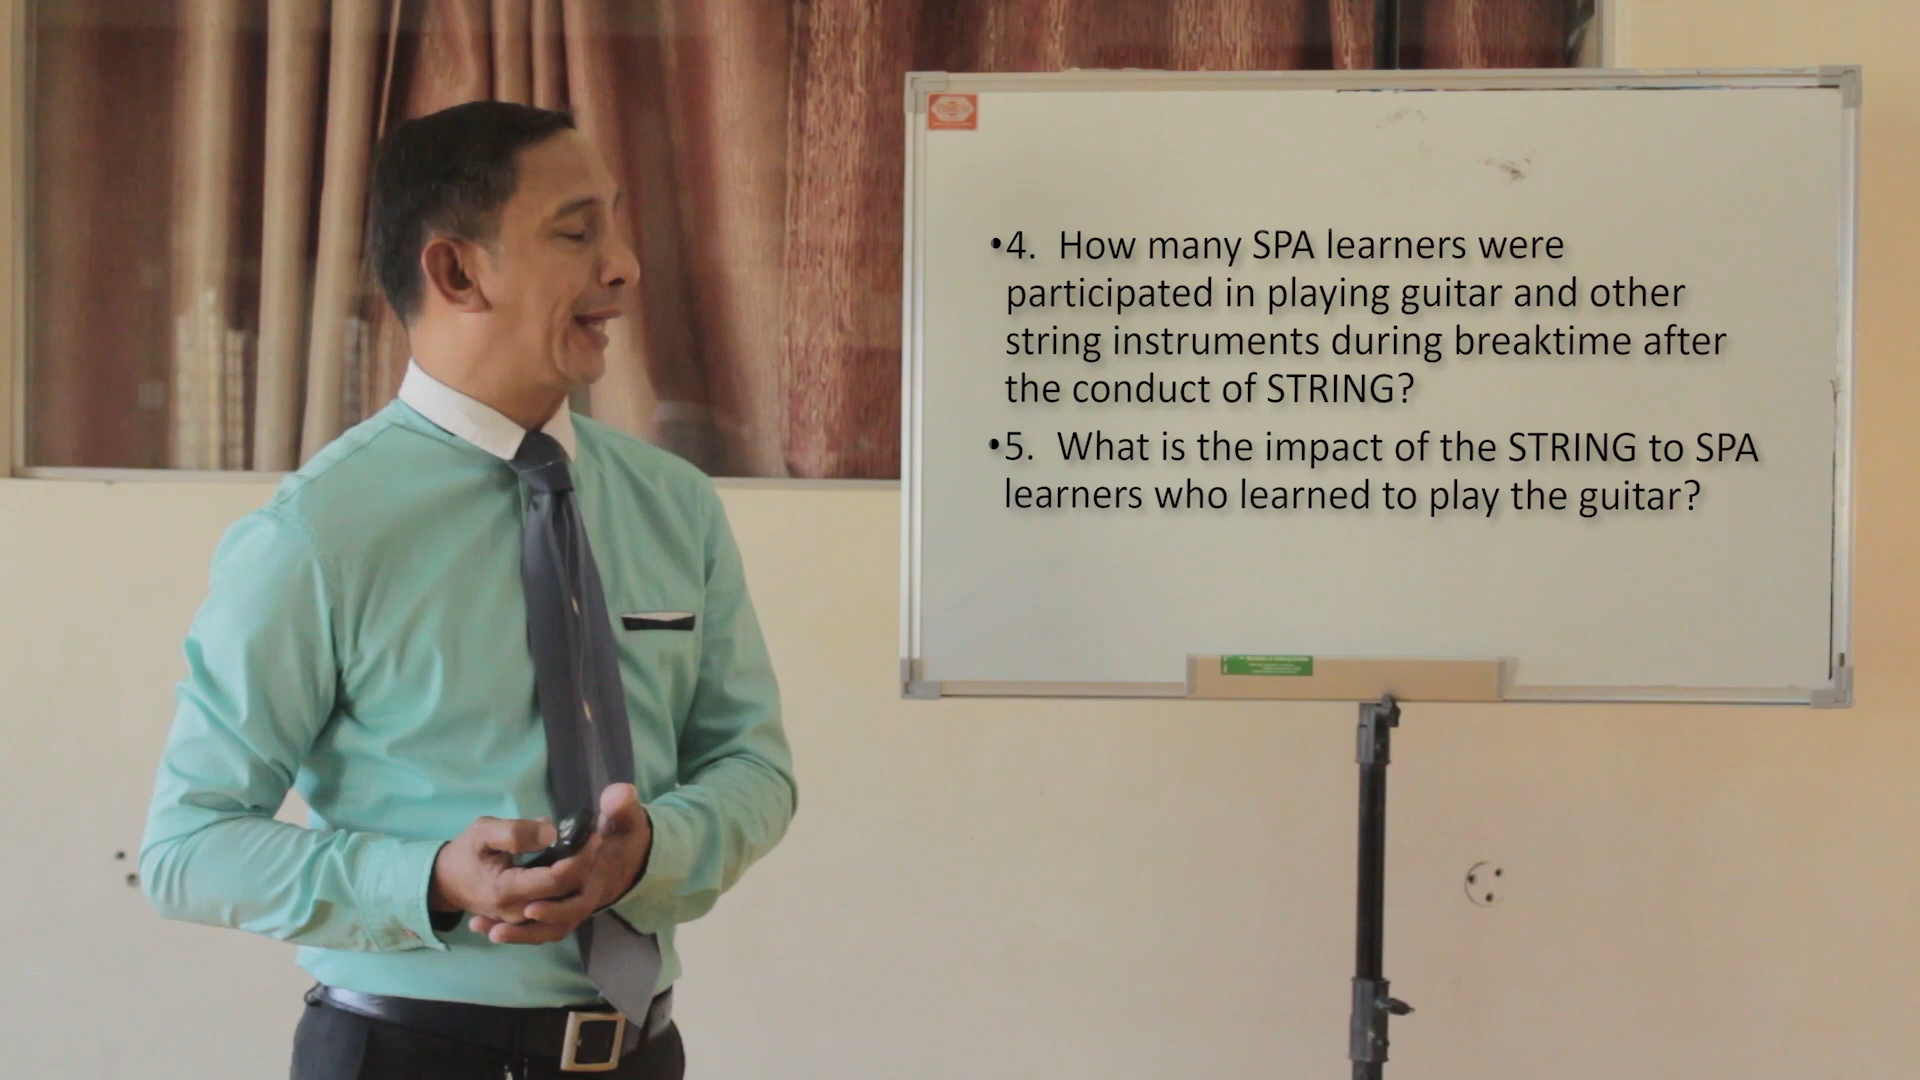 •4. How many SPA learners were
participated in playing guitar and other
string instruments during breaktime after
the conduct of STRING?
•5. What is the impact of the STRING to SPA
learners who learned to play the guitar?